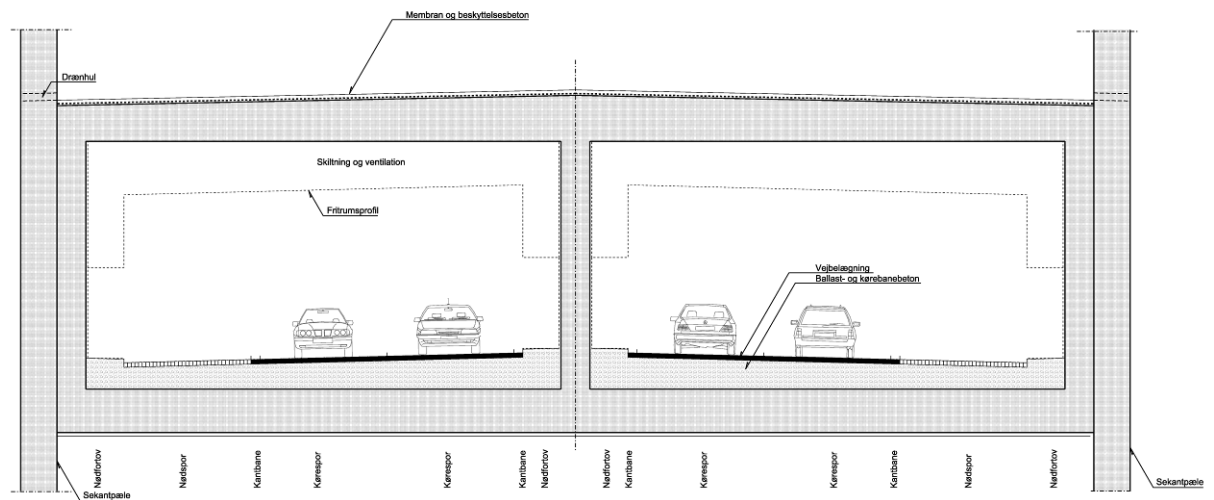 Membran og beskyttelsesbeton
Drænhul
Skiltning og ventilation
Fritrumsprofil
Vejbelægning
Ballast- og kørebanebeton
Nødfortov
Nødspor
Kantbane
Kørespor
Kørespor
Kantbane
Nødfortov
Nødfortov
Kantbane
Kørespor
Kørespor
Kantbane
Nødspor
Nødfortov
Sekantpæle
Sekantpæle